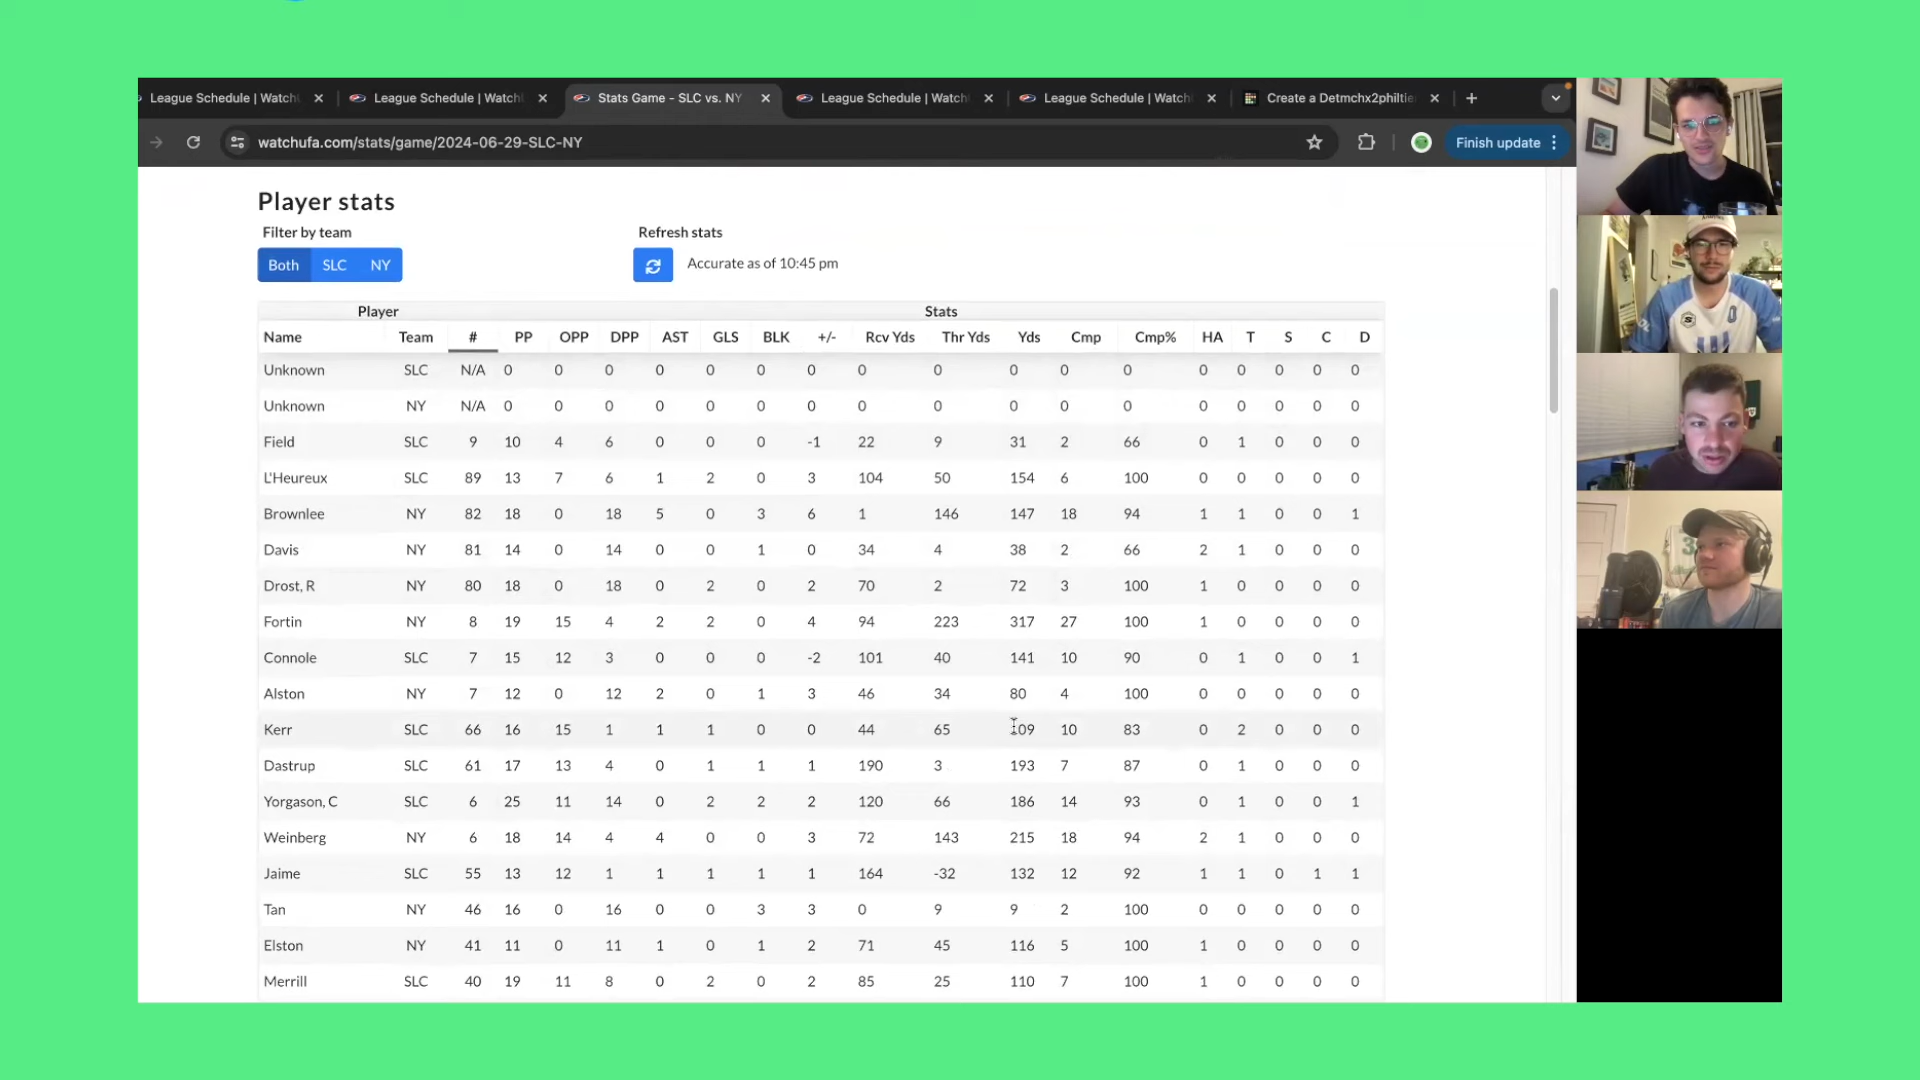 League Schedule | Watch
League Schedule | Watch
Stats Game - SLC vs. NY
League Schedule | Watch
League Schedule | Watch
Create a Detmchx2philtie
watchufa.com/stats/game/2024-06-29-SLC-NY
Finish update
Player stats
Filter by team
Refresh stats
Both SLC NY
Accurate as of 10:45 pm
Player Stats
Name Team # PP OPP DPP AST GLS BLK +/- Rcv Yds Thr Yds Yds Cmp Cmp% HA T S C D
Unknown SLC N/A 0 0 0 0 0 0 0 0 0 0 0 0 0 0 0 0 0
Unknown NY N/A 0 0 0 0 0 0 0 0 0 0 0 0 0 0 0 0 0
Field SLC 9 10 4 6 0 0 0 -1 22 9 31 2 66 0 1 0 0 0
L'Heureux SLC 89 13 7 6 1 2 0 3 104 50 154 6 100 0 0 0 0 0
Brownlee NY 82 18 0 18 5 0 3 6 1 146 147 18 94 1 1 0 0 1
Davis NY 81 14 0 14 0 0 1 0 34 4 38 2 66 2 1 0 0 0
Drost, R NY 80 18 0 18 0 2 0 2 70 2 72 3 100 1 0 0 0 0
Fortin NY 8 19 15 4 2 2 0 4 94 223 317 27 100 1 0 0 0 0
Connole SLC 7 15 12 3 0 0 0 -2 101 40 141 10 90 0 1 0 0 1
Alston NY 7 12 0 12 2 0 1 3 46 34 80 4 100 0 0 0 0 0
Kerr SLC 66 16 15 1 1 1 0 0 44 65 109 10 83 0 2 0 0 0
Dastrup SLC 61 17 13 4 0 1 1 1 190 3 193 7 87 0 1 0 0 0
Yorgason, C SLC 6 25 11 14 0 2 2 2 120 66 186 14 93 0 1 0 0 1
Weinberg NY 6 18 14 4 4 0 0 3 72 143 215 18 94 2 1 0 0 0
Jaime SLC 55 13 12 1 1 1 1 1 164 -32 132 12 92 1 1 0 1 1
Tan NY 46 16 0 16 0 0 3 3 0 9 9 2 100 0 0 0 0 0
Elston NY 41 11 0 11 1 0 1 2 71 45 116 5 100 1 0 0 0 0
Merrill SLC 40 19 11 8 0 2 0 2 85 25 110 7 100 1 0 0 0 0